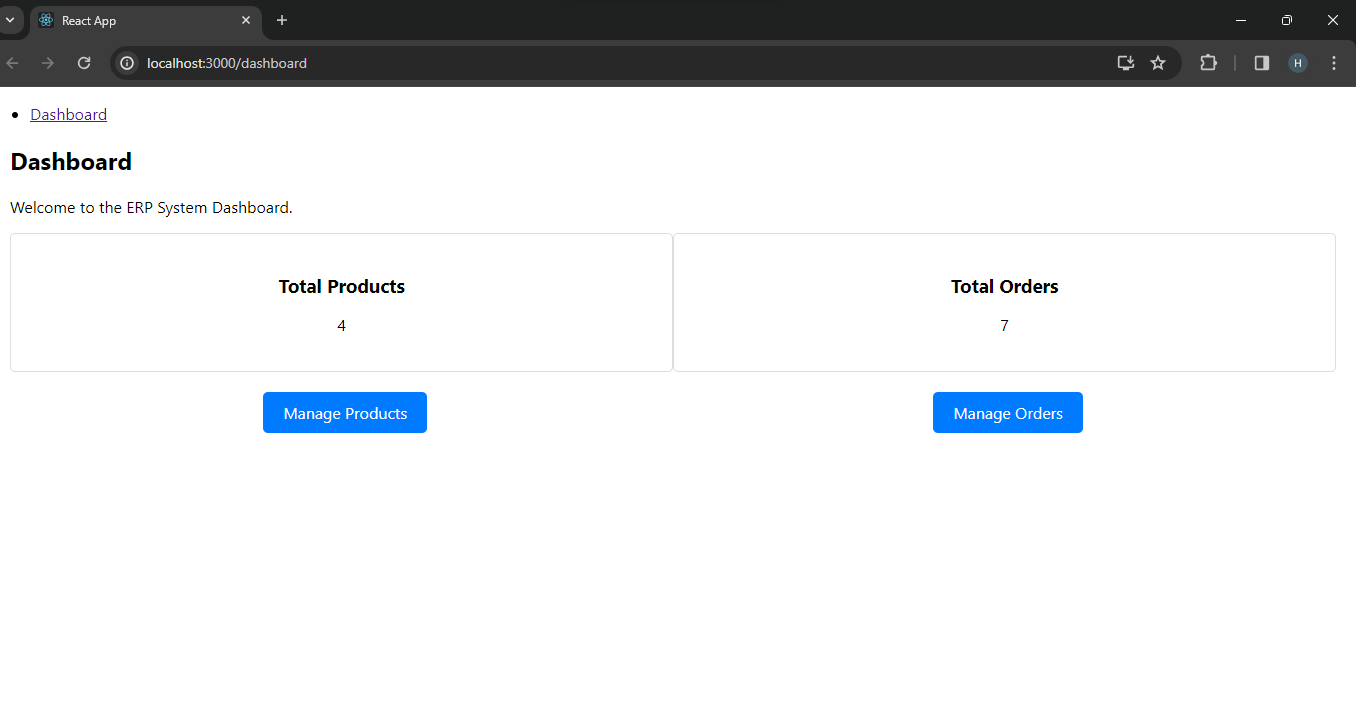 React App
localhost:3000/dashboard
H
Dashboard
Dashboard
Welcome to the ERP System Dashboard.
Total Products
Total Orders
4
7
Manage Products
Manage Orders